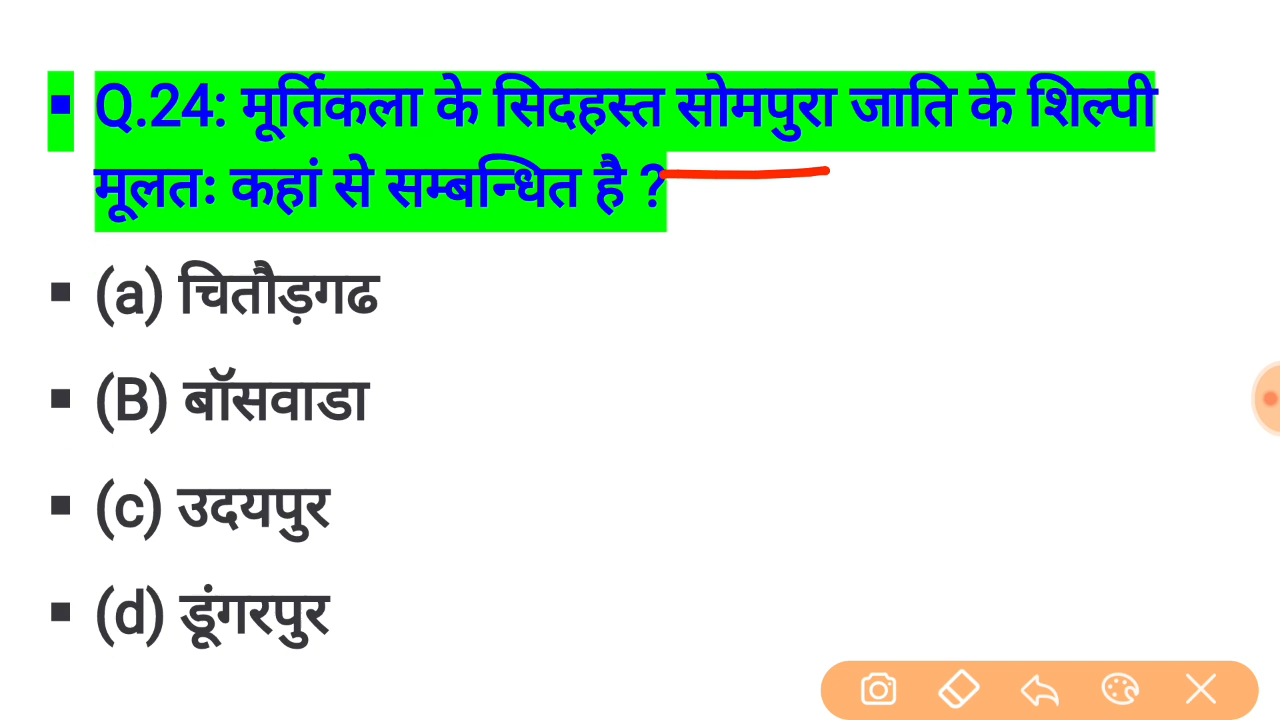 Q.24: मूर्तिकला के सिदहस्त सोमपुरा जाति के शिल्पी
मूलतः कहां से सम्बन्धित है ?
(a) चितौड़गढ
(B) बॉसवाडा
(c) उदयपुर
(d) डूंगरपुर